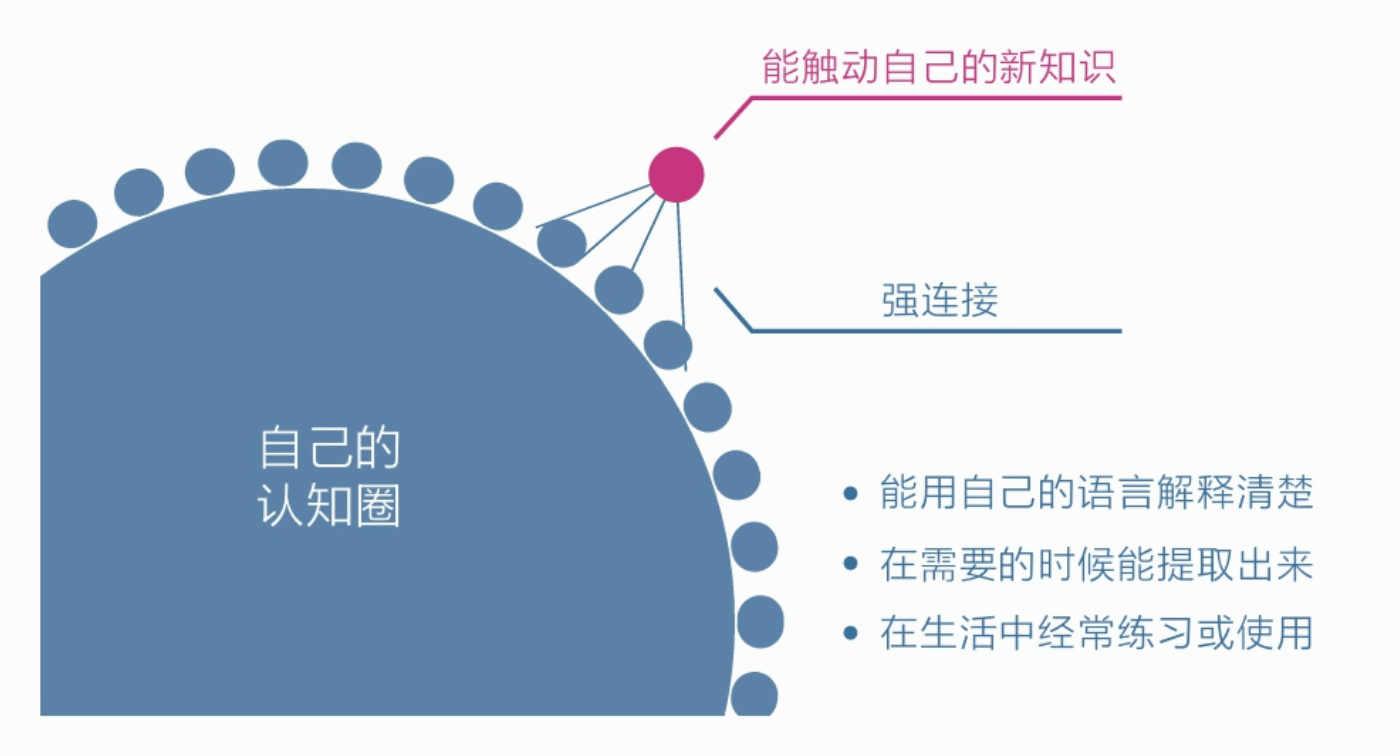 能触动自己的新知识
强连接
自己的
认知圈
• 能用自己的语言解释清楚
• 在需要的时候能提取出来
• 在生活中经常练习或使用